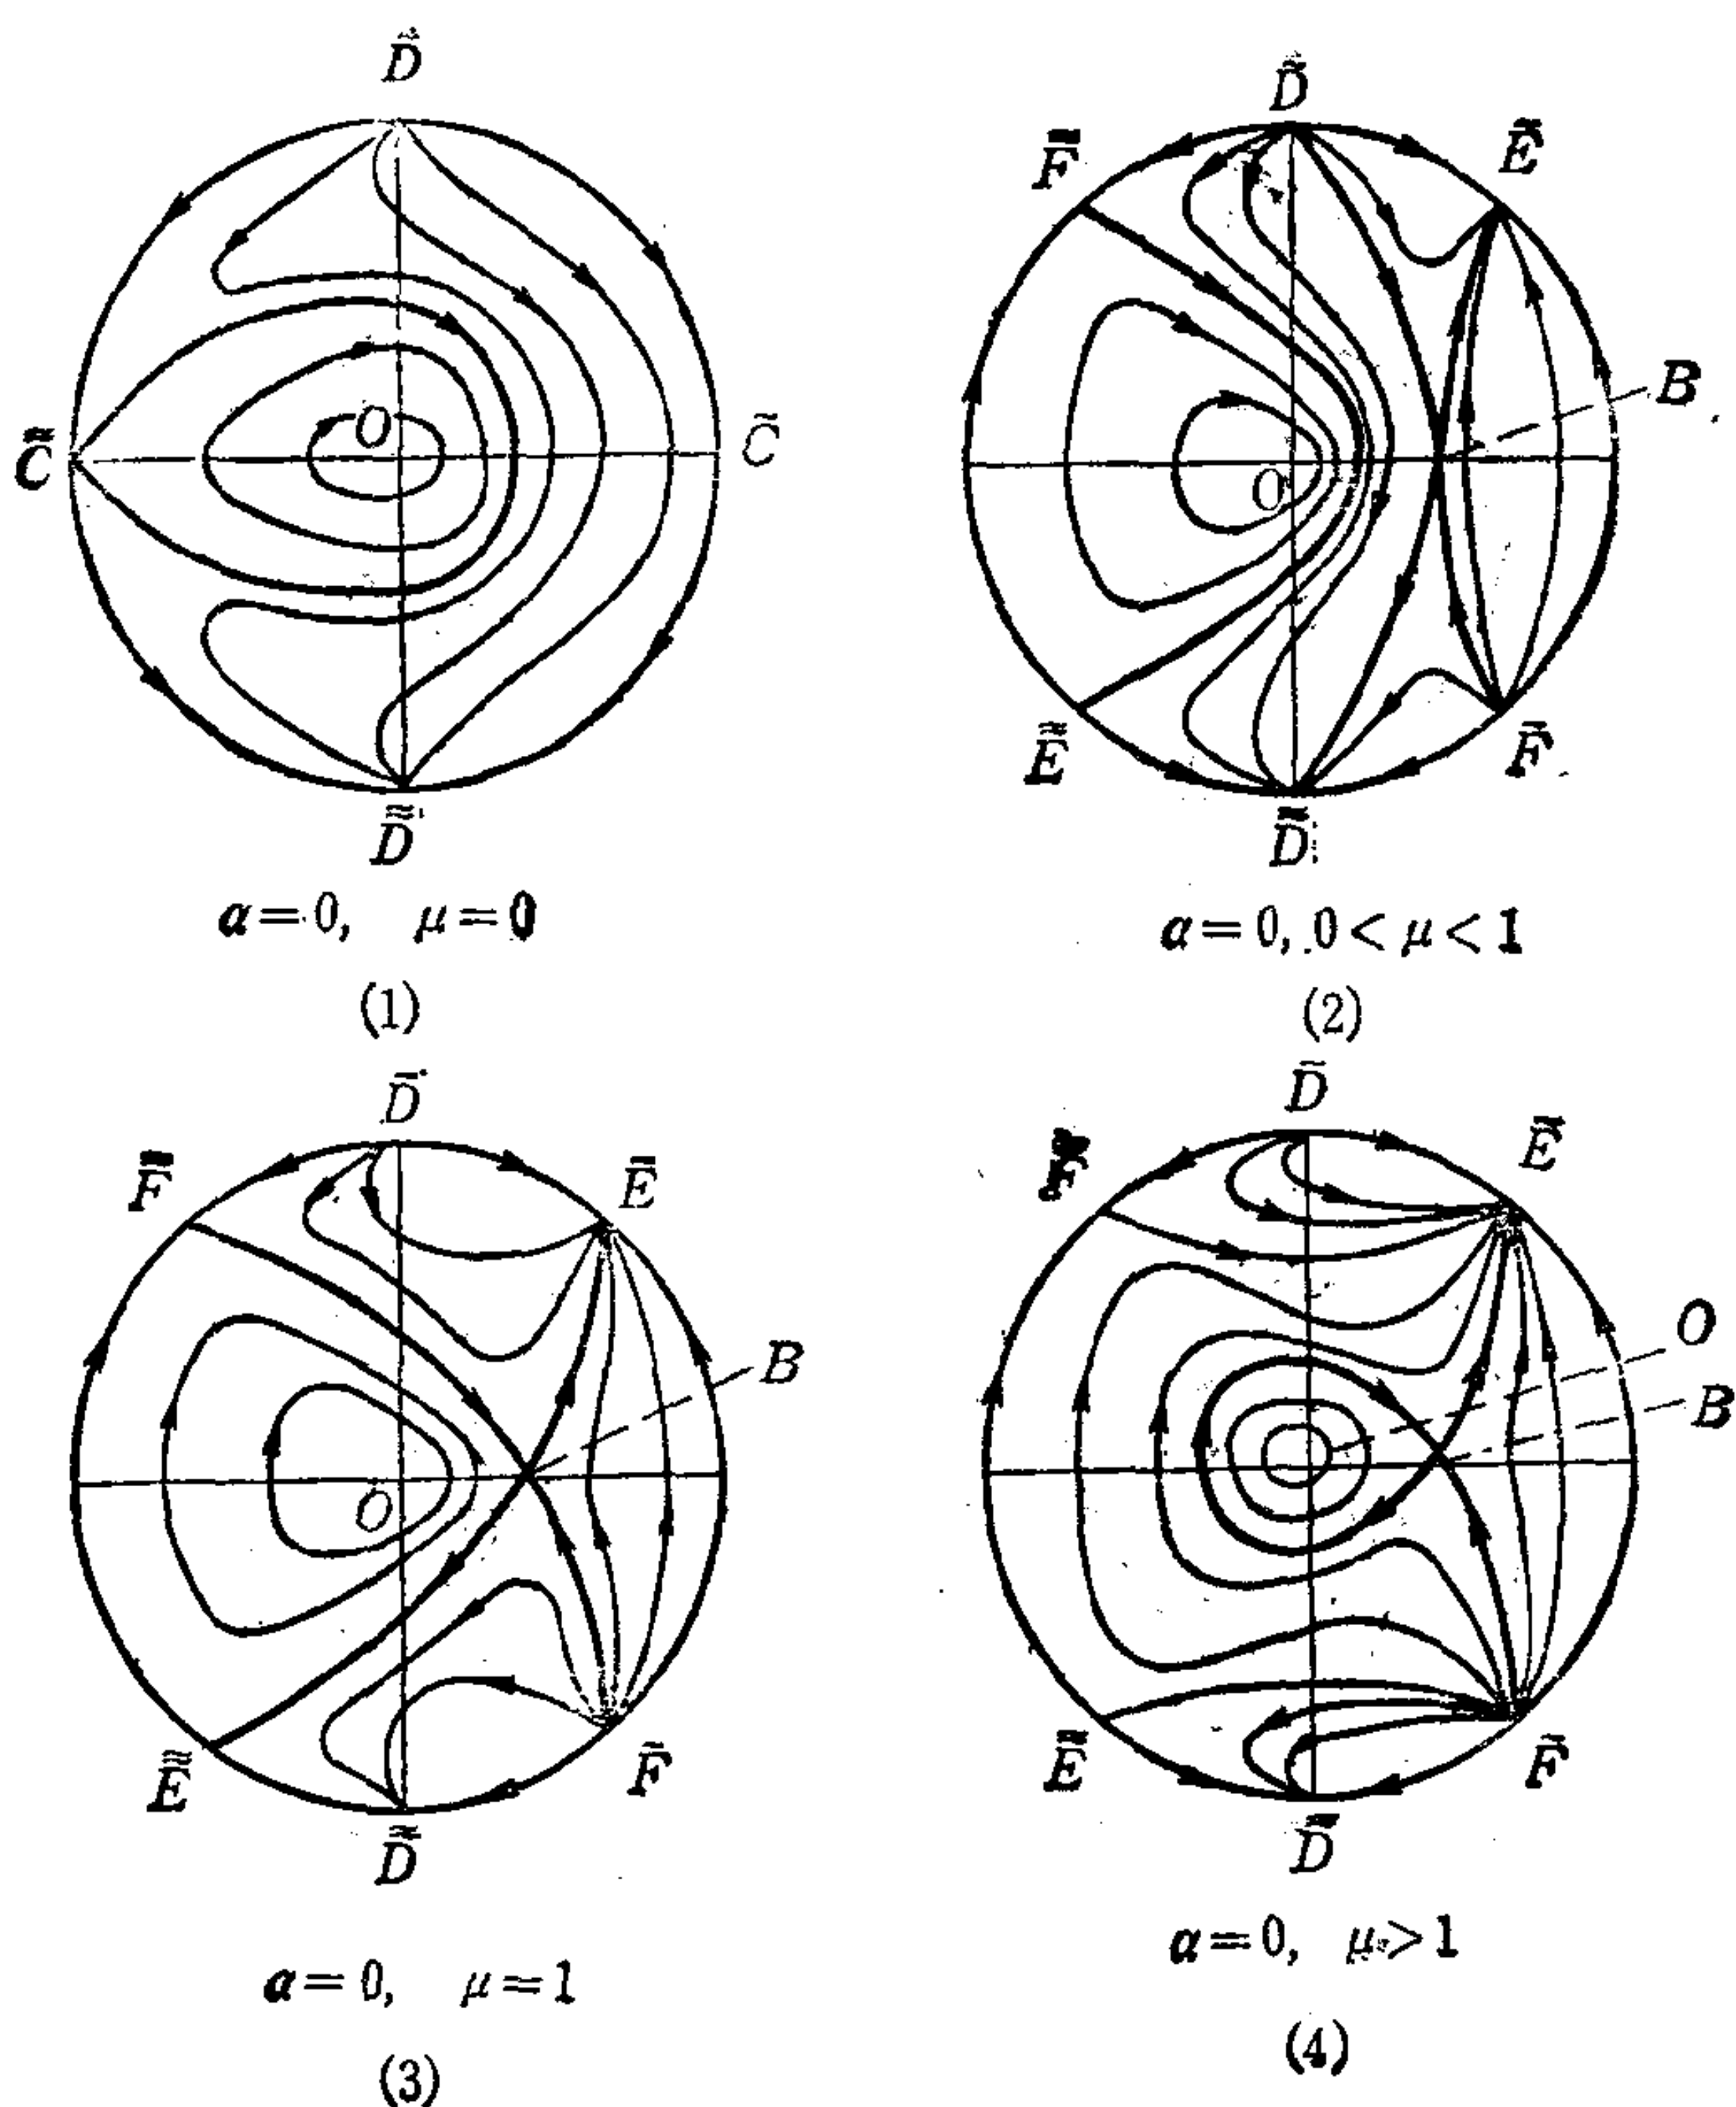 D̃ D̃
F̿ Ẽ
B
O
C̿ C̃
O
E̿ F̃
D̿ D̿
α=0, μ=0 α=0, 0<μ<1
(1) (2)
D̄ D̃
F̿ Ē Ẽ
O
B B
O
E̿ F̃ E̿ F̃
D̿ D̿
α=0, μ=1 α=0, μ>1
(3) (4)